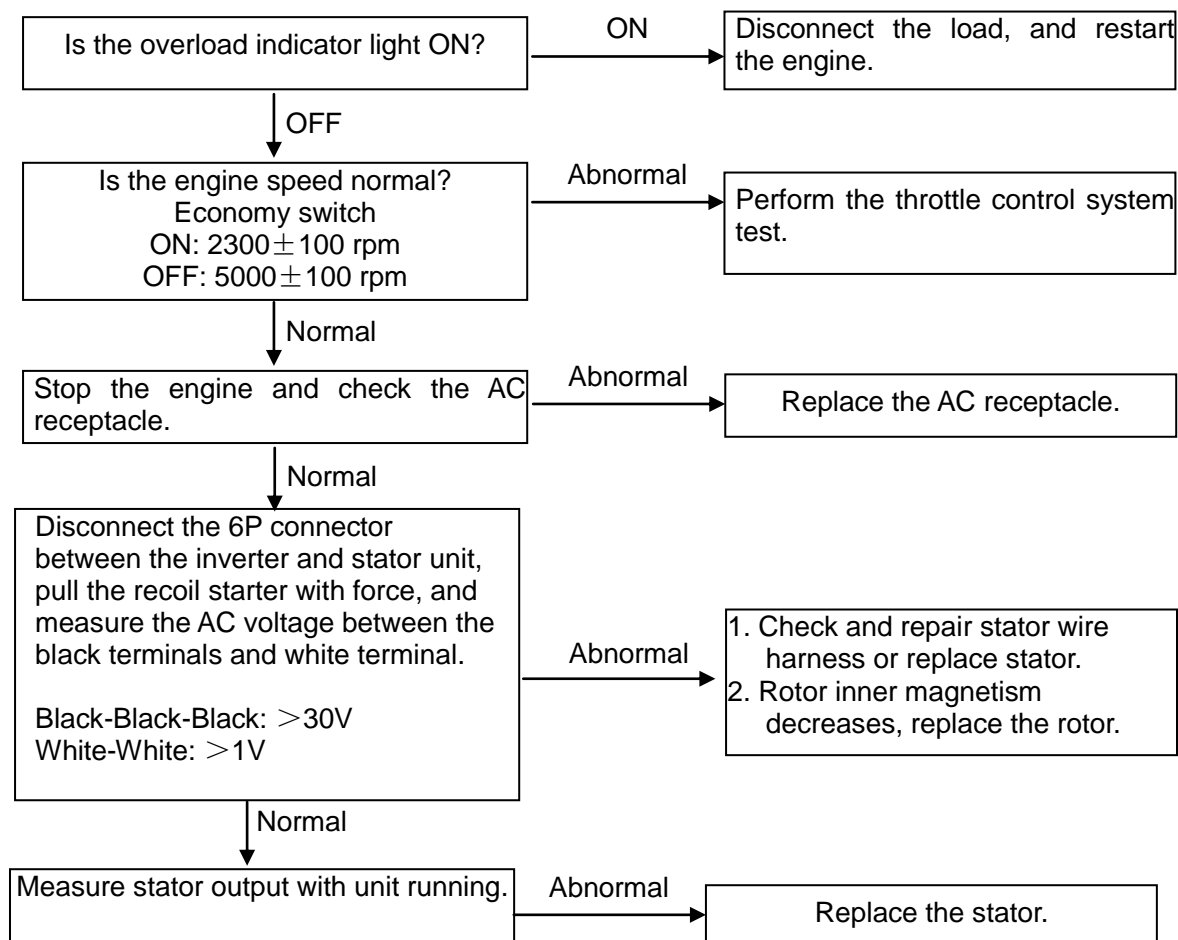 Is the overload indicator light ON?
ON
Disconnect the load, and restart
the engine.
OFF
Is the engine speed normal?
Economy switch
ON: 2300±100 rpm
OFF: 5000±100 rpm
Abnormal
Perform the throttle control system
test.
Normal
Stop the engine and check the AC
receptacle.
Abnormal
Replace the AC receptacle.
Normal
Disconnect the 6P connector
between the inverter and stator unit,
pull the recoil starter with force, and
measure the AC voltage between the
black terminals and white terminal.
Black-Black-Black: >30V
White-White: >1V
Abnormal
1. Check and repair stator wire
harness or replace stator.
2. Rotor inner magnetism
decreases, replace the rotor.
Normal
Measure stator output with unit running.
Abnormal
Replace the stator.